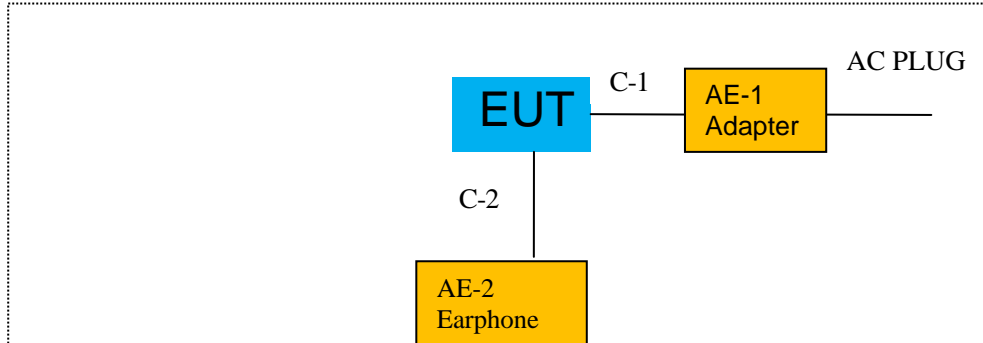 AC PLUG
C-1
EUT
AE-1
Adapter
C-2
AE-2
Earphone